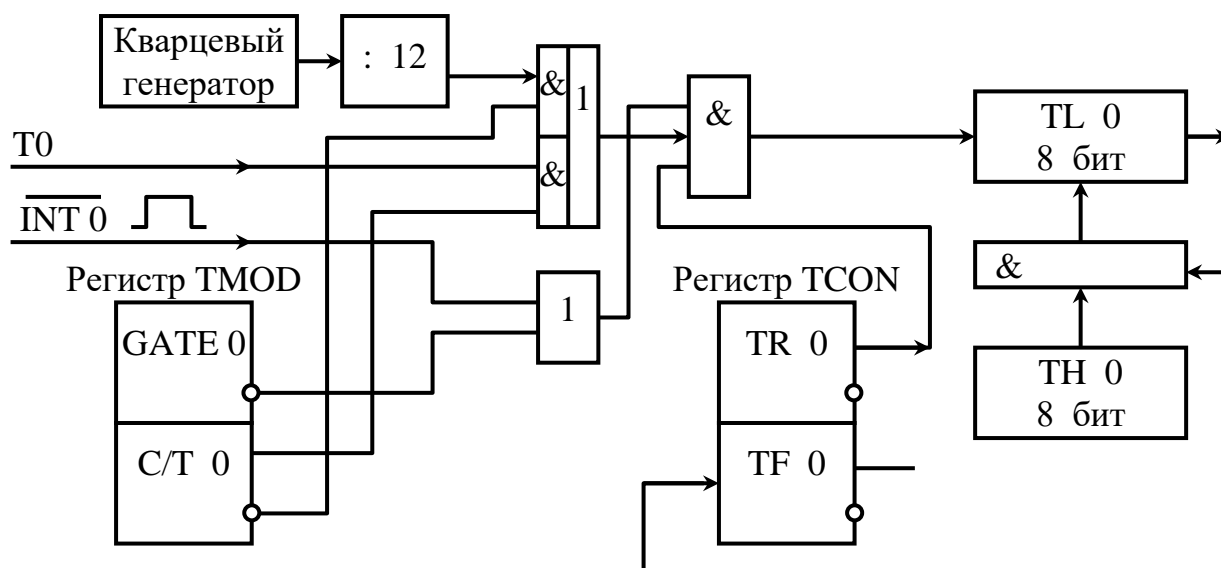 Кварцевый
генератор
: 12
&
1
&
&
T0
INT 0
TL 0
8 бит
&
Регистр TMOD
GATE 0
C/T 0
1
Регистр TCON
TR 0
TF 0
TH 0
8 бит